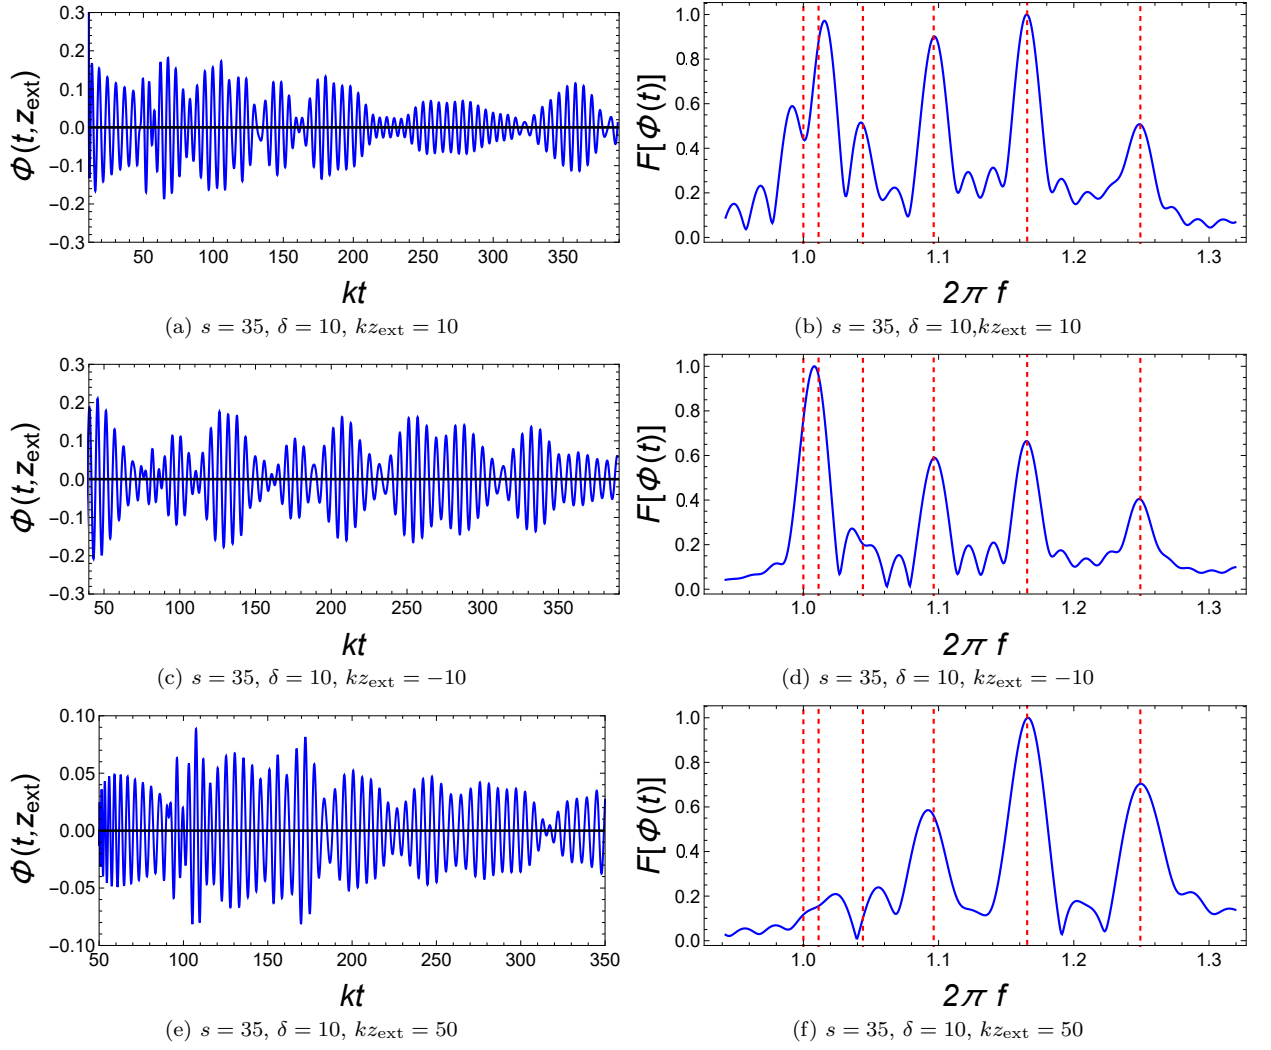 Φ(t, z_ext)
0.3
0.2
0.1
0.0
−0.1
−0.2
−0.3
50 100 150 200 250 300 350
kt
(a) s = 35, δ = 10, kz_ext = 10
F[Φ(t)]
1.0
0.8
0.6
0.4
0.2
0.0
1.0 1.1 1.2 1.3
2π f
(b) s = 35, δ = 10,kz_ext = 10
Φ(t, z_ext)
0.3
0.2
0.1
0.0
−0.1
−0.2
−0.3
50 100 150 200 250 300 350
kt
(c) s = 35, δ = 10, kz_ext = −10
F[Φ(t)]
1.0
0.8
0.6
0.4
0.2
0.0
1.0 1.1 1.2 1.3
2π f
(d) s = 35, δ = 10, kz_ext = −10
Φ(t, z_ext)
0.10
0.05
0.00
−0.05
−0.10
50 100 150 200 250 300 350
kt
(e) s = 35, δ = 10, kz_ext = 50
F[Φ(t)]
1.0
0.8
0.6
0.4
0.2
0.0
1.0 1.1 1.2 1.3
2π f
(f) s = 35, δ = 10, kz_ext = 50